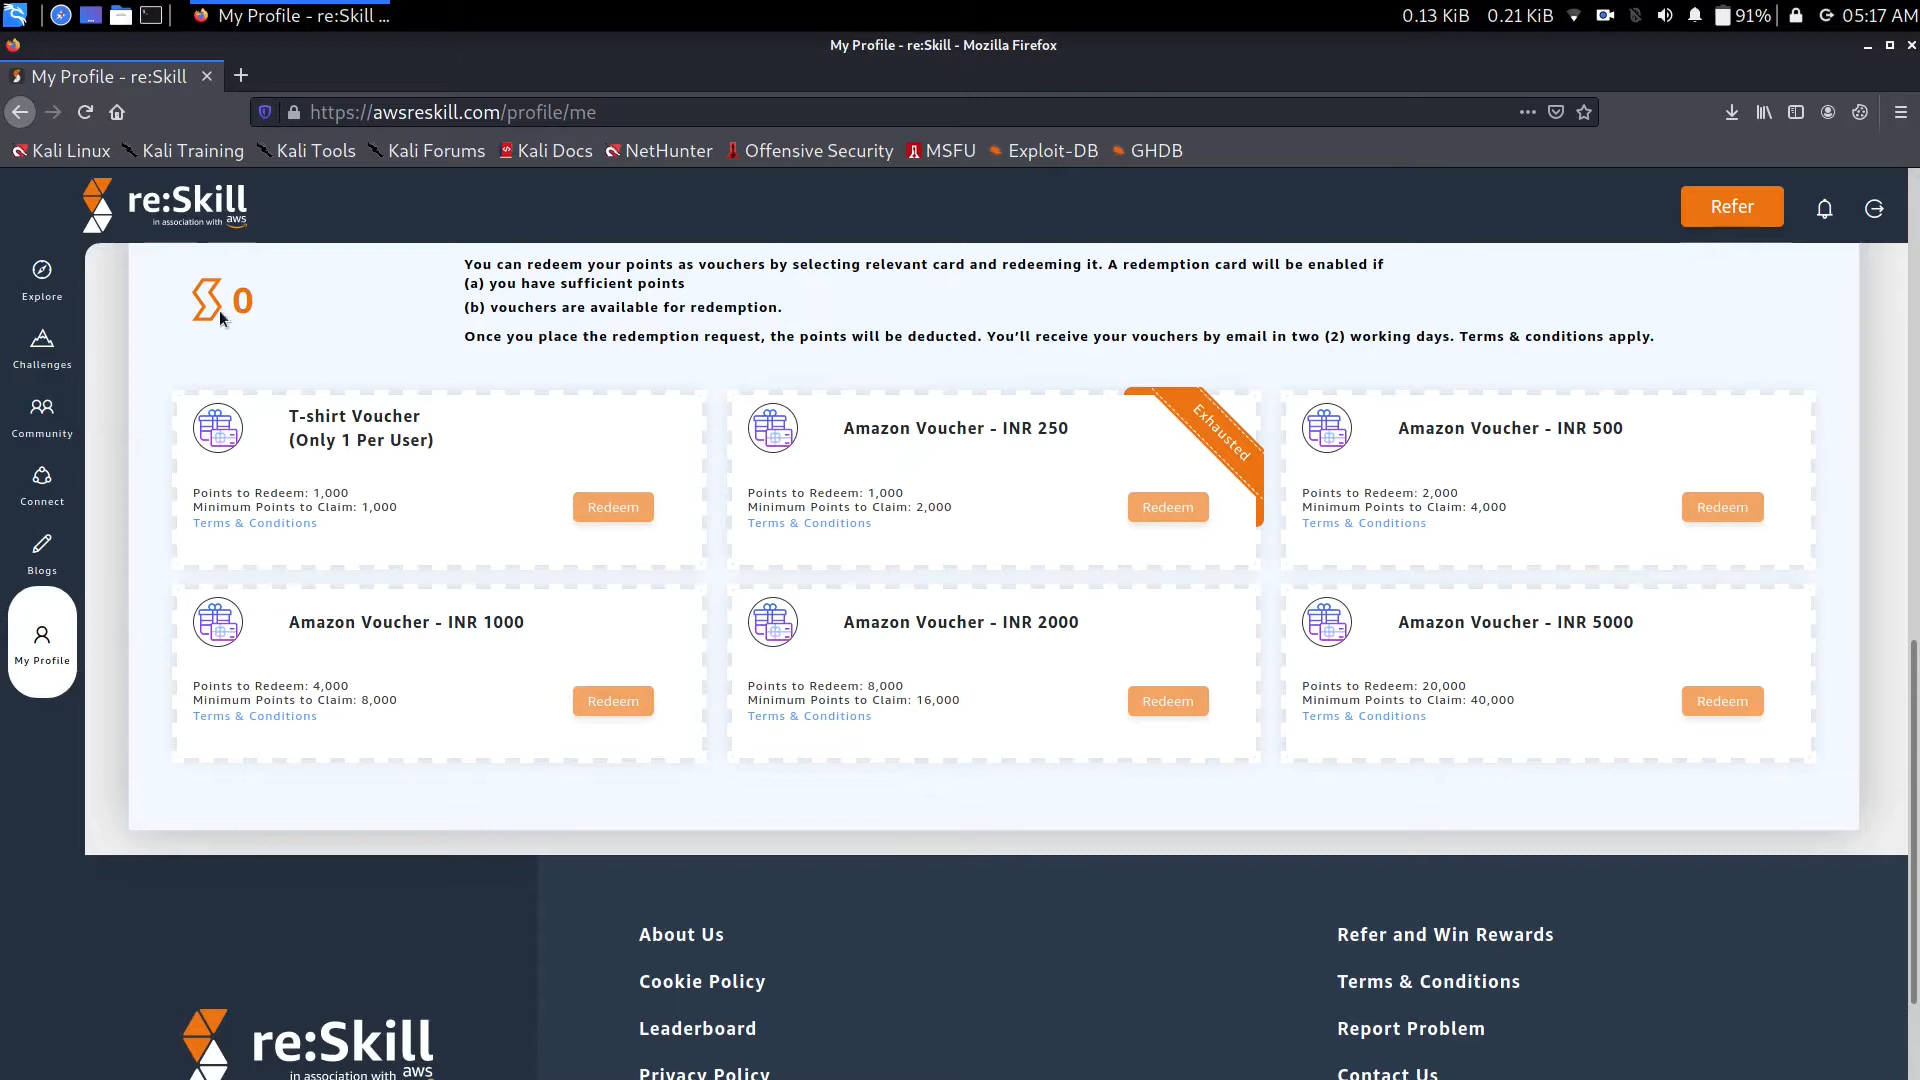 My Profile - re:Skill ...
0.13 KiB 0.21 KiB 91% 05:17 AM
My Profile - re:Skill - Mozilla Firefox
My Profile - re:Skill
https://awsreskill.com/profile/me
Kali Linux Kali Training Kali Tools Kali Forums Kali Docs NetHunter Offensive Security MSFU Exploit-DB GHDB
re:Skill
in association with aws
Refer
Explore
Challenges
Community
Connect
Blogs
My Profile
0
You can redeem your points as vouchers by selecting relevant card and redeeming it. A redemption card will be enabled if
(a) you have sufficient points
(b) vouchers are available for redemption.
Once you place the redemption request, the points will be deducted. You’ll receive your vouchers by email in two (2) working days. Terms & conditions apply.
T-shirt Voucher
(Only 1 Per User)
Points to Redeem: 1,000
Minimum Points to Claim: 1,000
Terms & Conditions
Redeem
Amazon Voucher - INR 250
Exhausted
Points to Redeem: 1,000
Minimum Points to Claim: 2,000
Terms & Conditions
Redeem
Amazon Voucher - INR 500
Points to Redeem: 2,000
Minimum Points to Claim: 4,000
Terms & Conditions
Redeem
Amazon Voucher - INR 1000
Points to Redeem: 4,000
Minimum Points to Claim: 8,000
Terms & Conditions
Redeem
Amazon Voucher - INR 2000
Points to Redeem: 8,000
Minimum Points to Claim: 16,000
Terms & Conditions
Redeem
Amazon Voucher - INR 5000
Points to Redeem: 20,000
Minimum Points to Claim: 40,000
Terms & Conditions
Redeem
re:Skill
in association with aws
About Us
Cookie Policy
Leaderboard
Privacy Policy
Refer and Win Rewards
Terms & Conditions
Report Problem
Contact Us